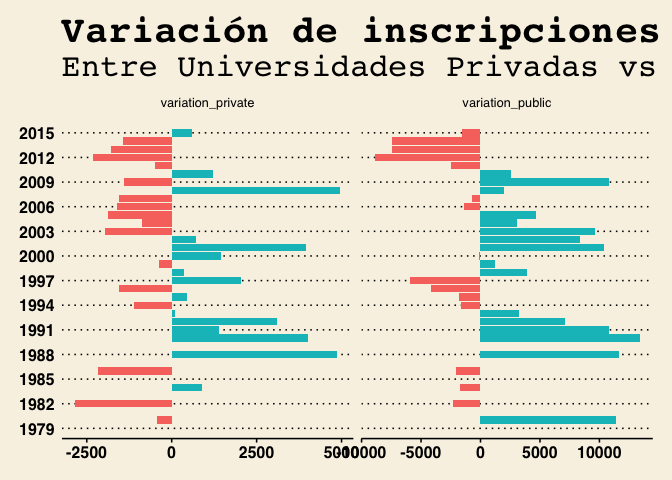 Variación de inscripciones
Entre Universidades Privadas vs
variation_private
variation_public
2015
2012
2009
2006
2003
2000
1997
1994
1991
1988
1985
1982
1979
-2500 0 2500 5000
-10000 -5000 0 5000 10000